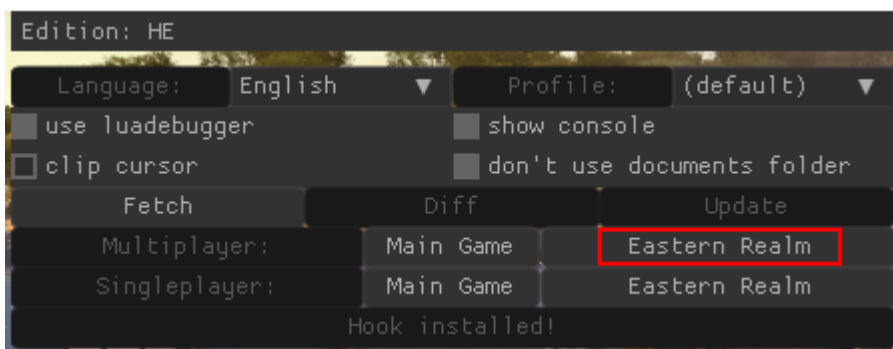 Edition: HE
Language: English ▼ Profile: (default) ▼
use luadebugger show console
clip cursor don't use documents folder
Fetch Diff Update
Multiplayer: Main Game Eastern Realm
Singleplayer: Main Game Eastern Realm
Hook installed!